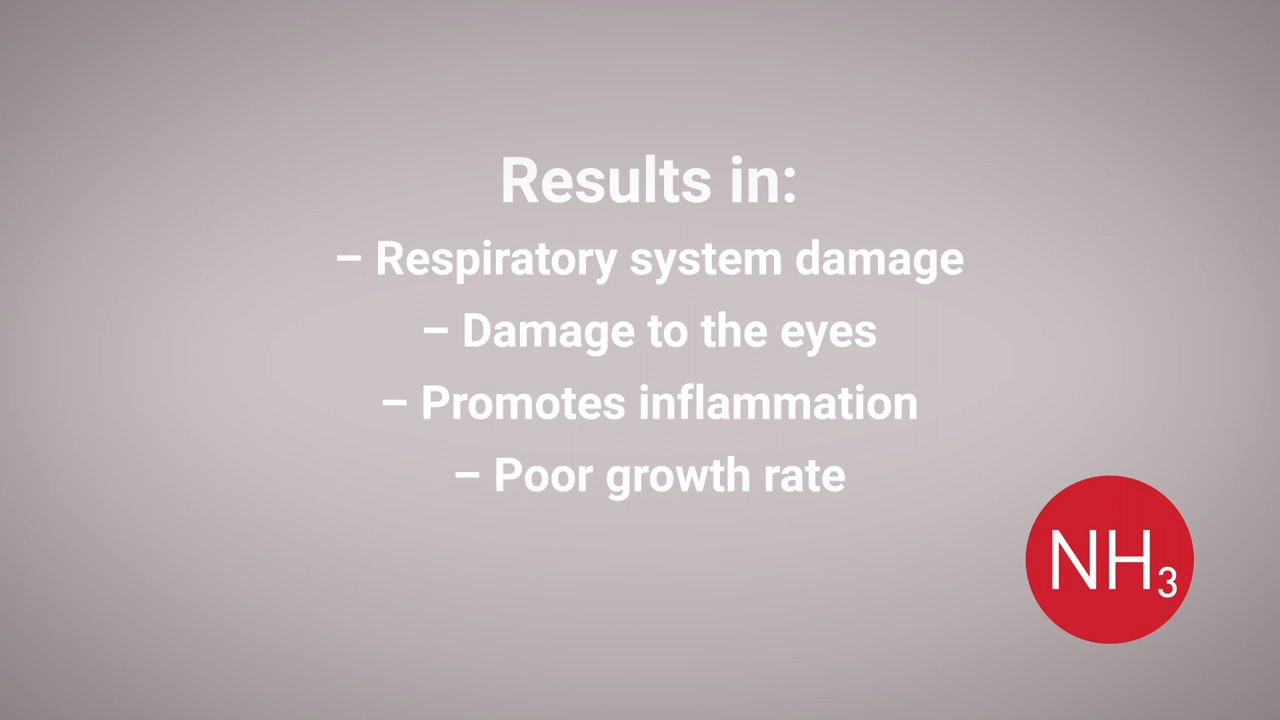 Results in:
– Respiratory system damage
– Damage to the eyes
– Promotes inflammation
– Poor growth rate
NH₃